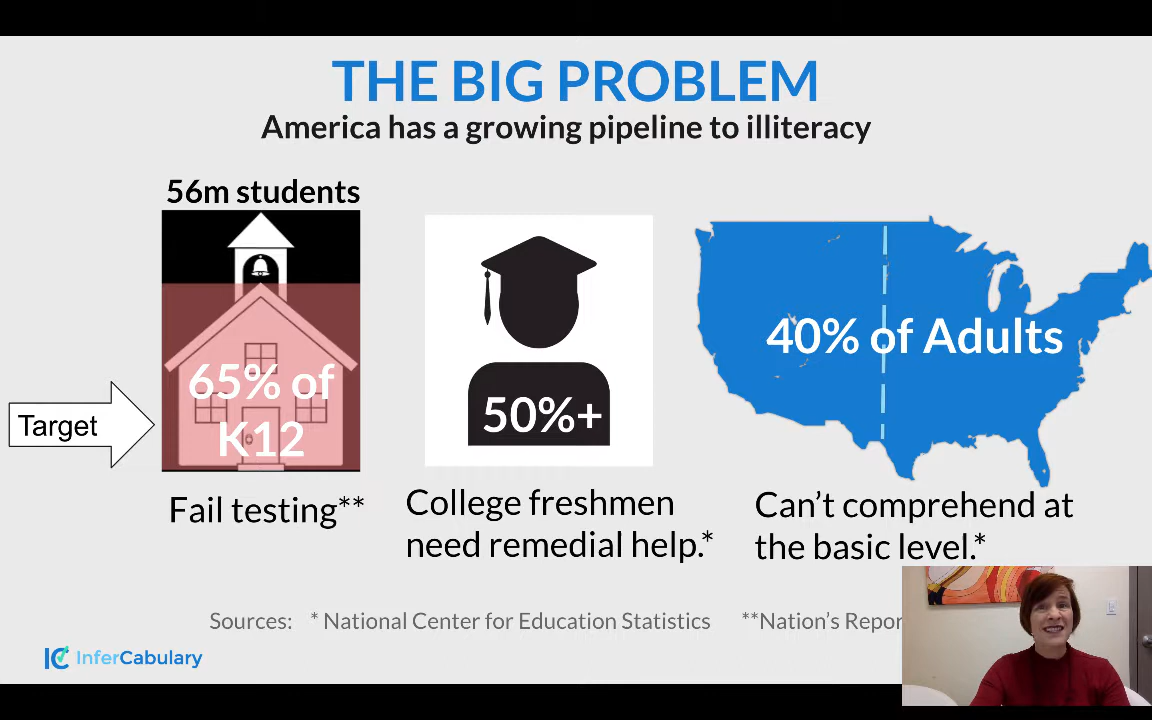 THE BIG PROBLEM
America has a growing pipeline to illiteracy
56m students
65% of
K12
Target
Fail testing**
50%+
College freshmen
need remedial help.*
40% of Adults
Can't comprehend at
the basic level.*
Sources: * National Center for Education Statistics **Nation's
IC InferCabulary